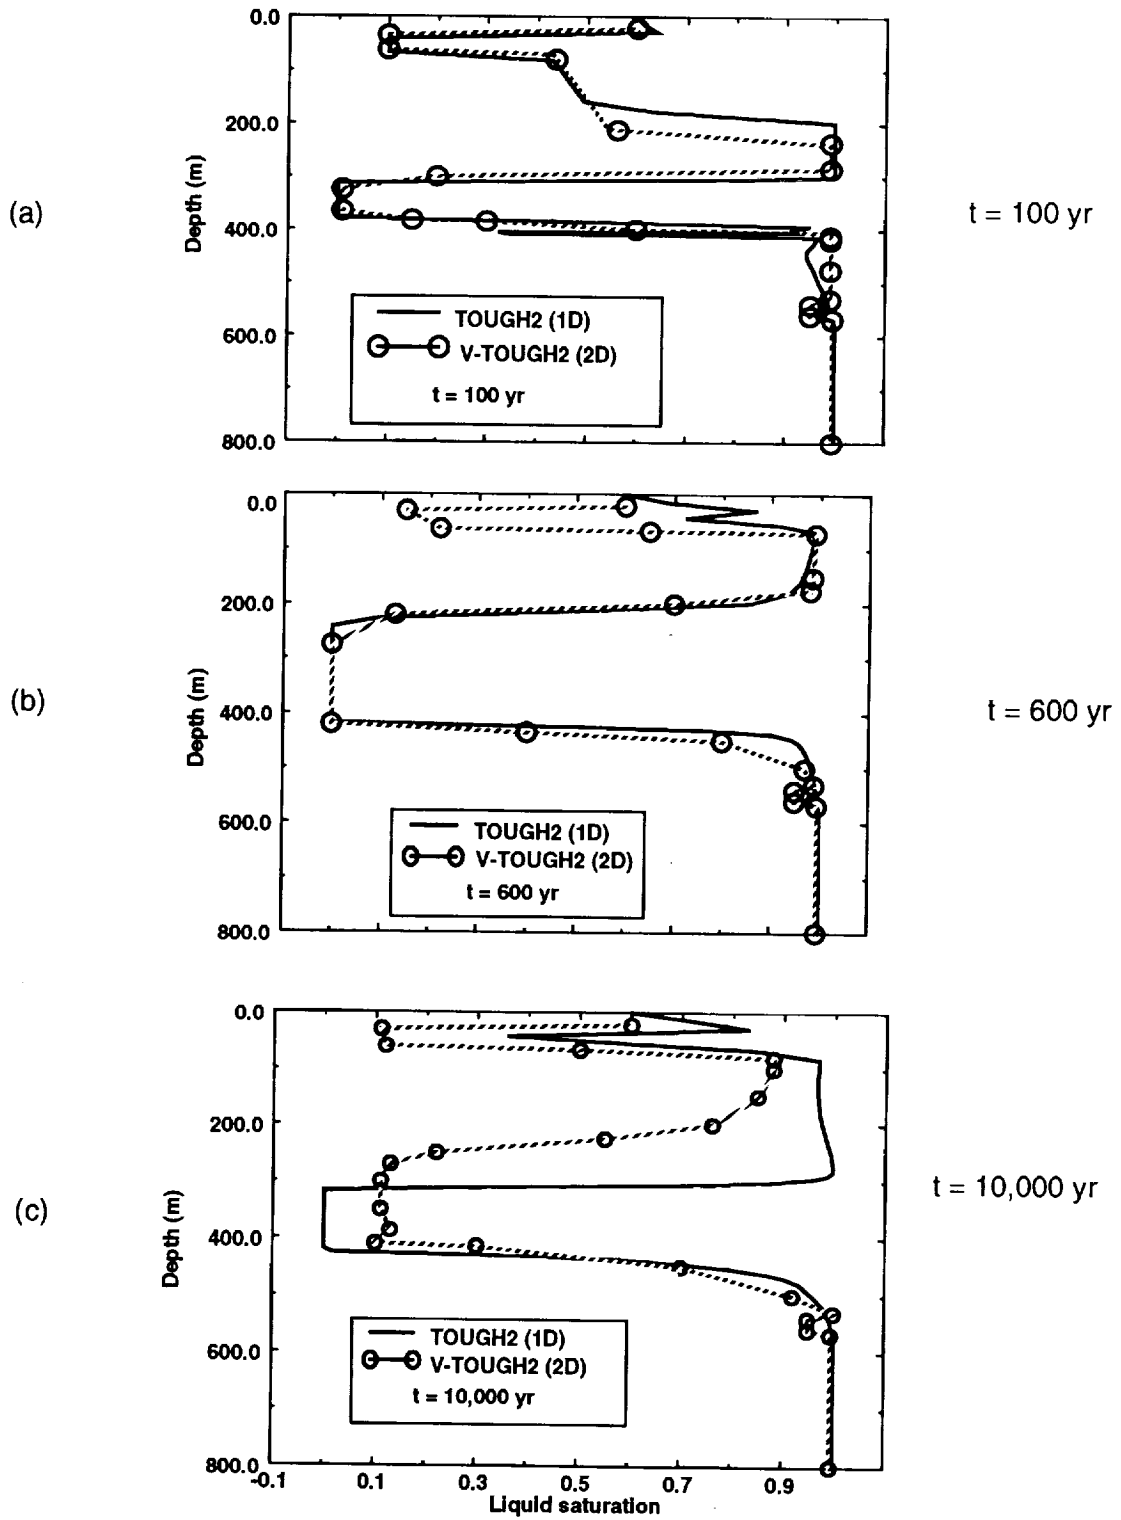 (a)
0.0
200.0
400.0
600.0
800.0
Depth (m)
TOUGH2 (1D)
V-TOUGH2 (2D)
t = 100 yr
t = 100 yr
(b)
0.0
200.0
400.0
600.0
800.0
Depth (m)
TOUGH2 (1D)
V-TOUGH2 (2D)
t = 600 yr
t = 600 yr
(c)
0.0
200.0
400.0
600.0
800.0
Depth (m)
TOUGH2 (1D)
V-TOUGH2 (2D)
t = 10,000 yr
t = 10,000 yr
-0.1 0.1 0.3 0.5 0.7 0.9
Liquid saturation